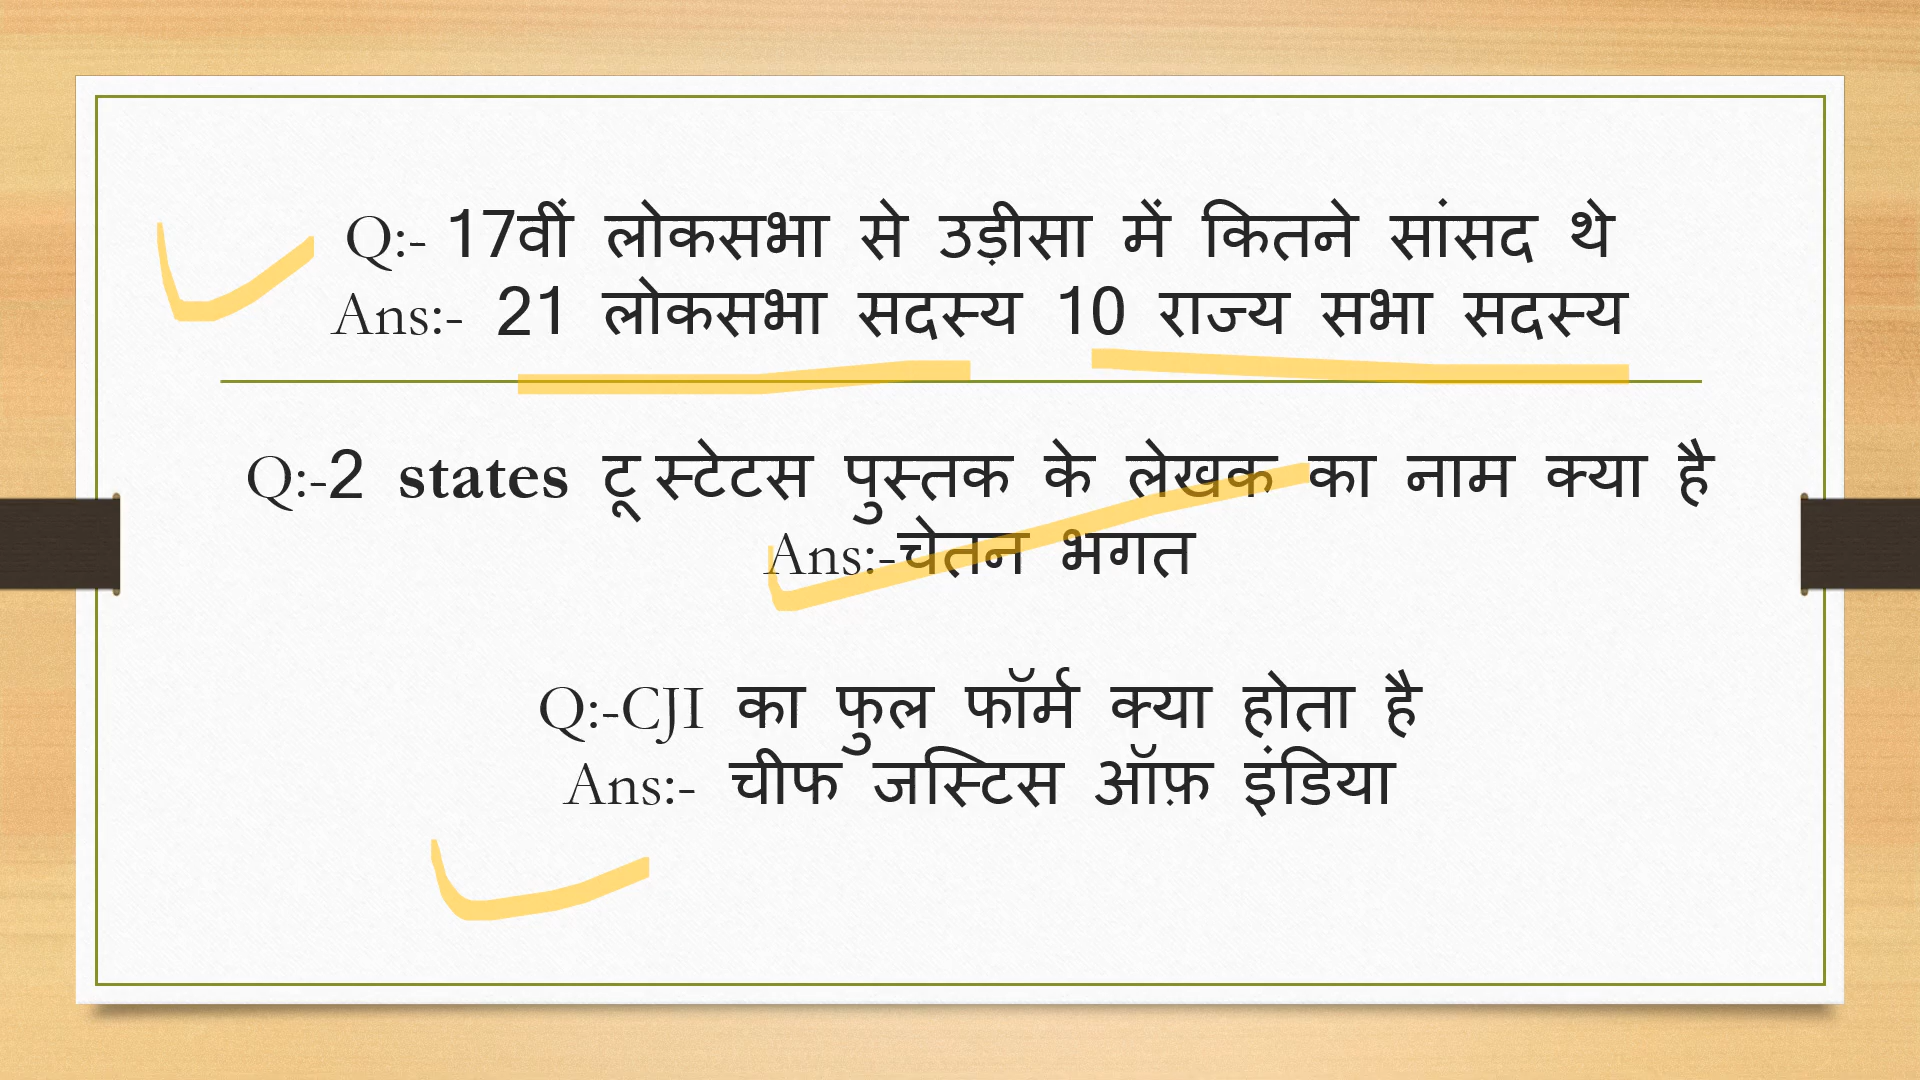 Q:- 17वीं लोकसभा से उड़ीसा में कितने सांसद थे
Ans:- 21 लोकसभा सदस्य 10 राज्य सभा सदस्य
Q:-2 states टू स्टेटस पुस्तक के लेखक का नाम क्या है
Ans:-चेतन भगत
Q:-CJI का फुल फॉर्म क्या होता है
Ans:- चीफ जस्टिस ऑफ़ इंडिया